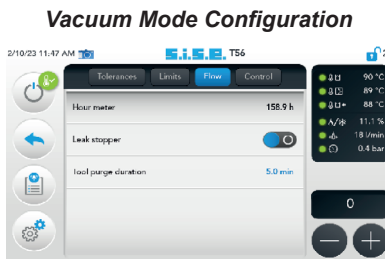 Vacuum Mode Configuration
2/10/23 11:47 AM S.i.S.E. T56 2
Tolerances Limits Flow Control
Hour meter 158.9 h
Leak stopper
Tool purge duration 5.0 min
90 °C
89 °C
88 °C
11.1 %
18 l/min
0.4 bar
0